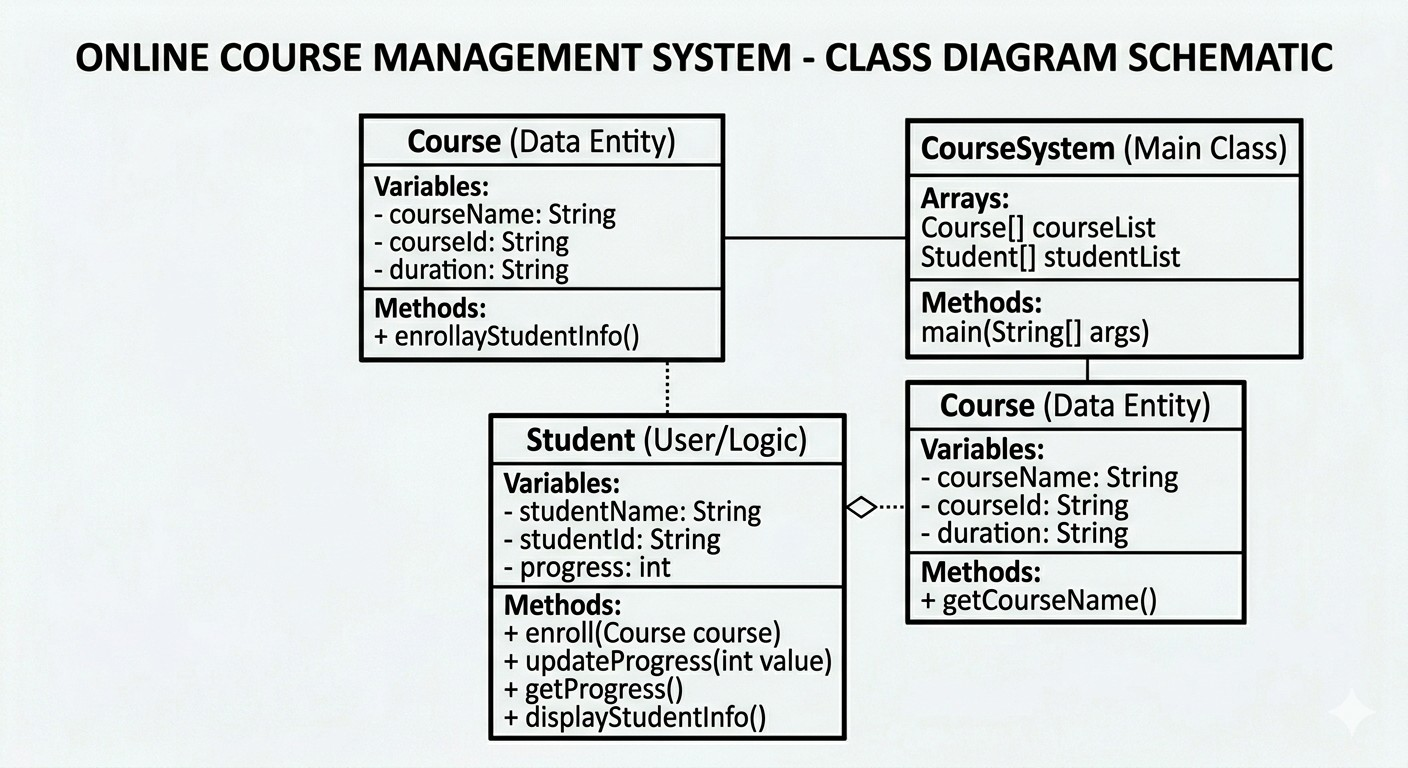 ONLINE COURSE MANAGEMENT SYSTEM - CLASS DIAGRAM SCHEMATIC
Course (Data Entity)
Variables:
- courseName: String
- courseId: String
- duration: String
Methods:
+ enrollayStudentInfo()
CourseSystem (Main Class)
Arrays:
Course[] courseList
Student[] studentList
Methods:
main(String[] args)
Student (User/Logic)
Variables:
- studentName: String
- studentId: String
- progress: int
Methods:
+ enroll(Course course)
+ updateProgress(int value)
+ getProgress()
+ displayStudentInfo()
Course (Data Entity)
Variables:
- courseName: String
- courseId: String
- duration: String
Methods:
+ getCourseName()